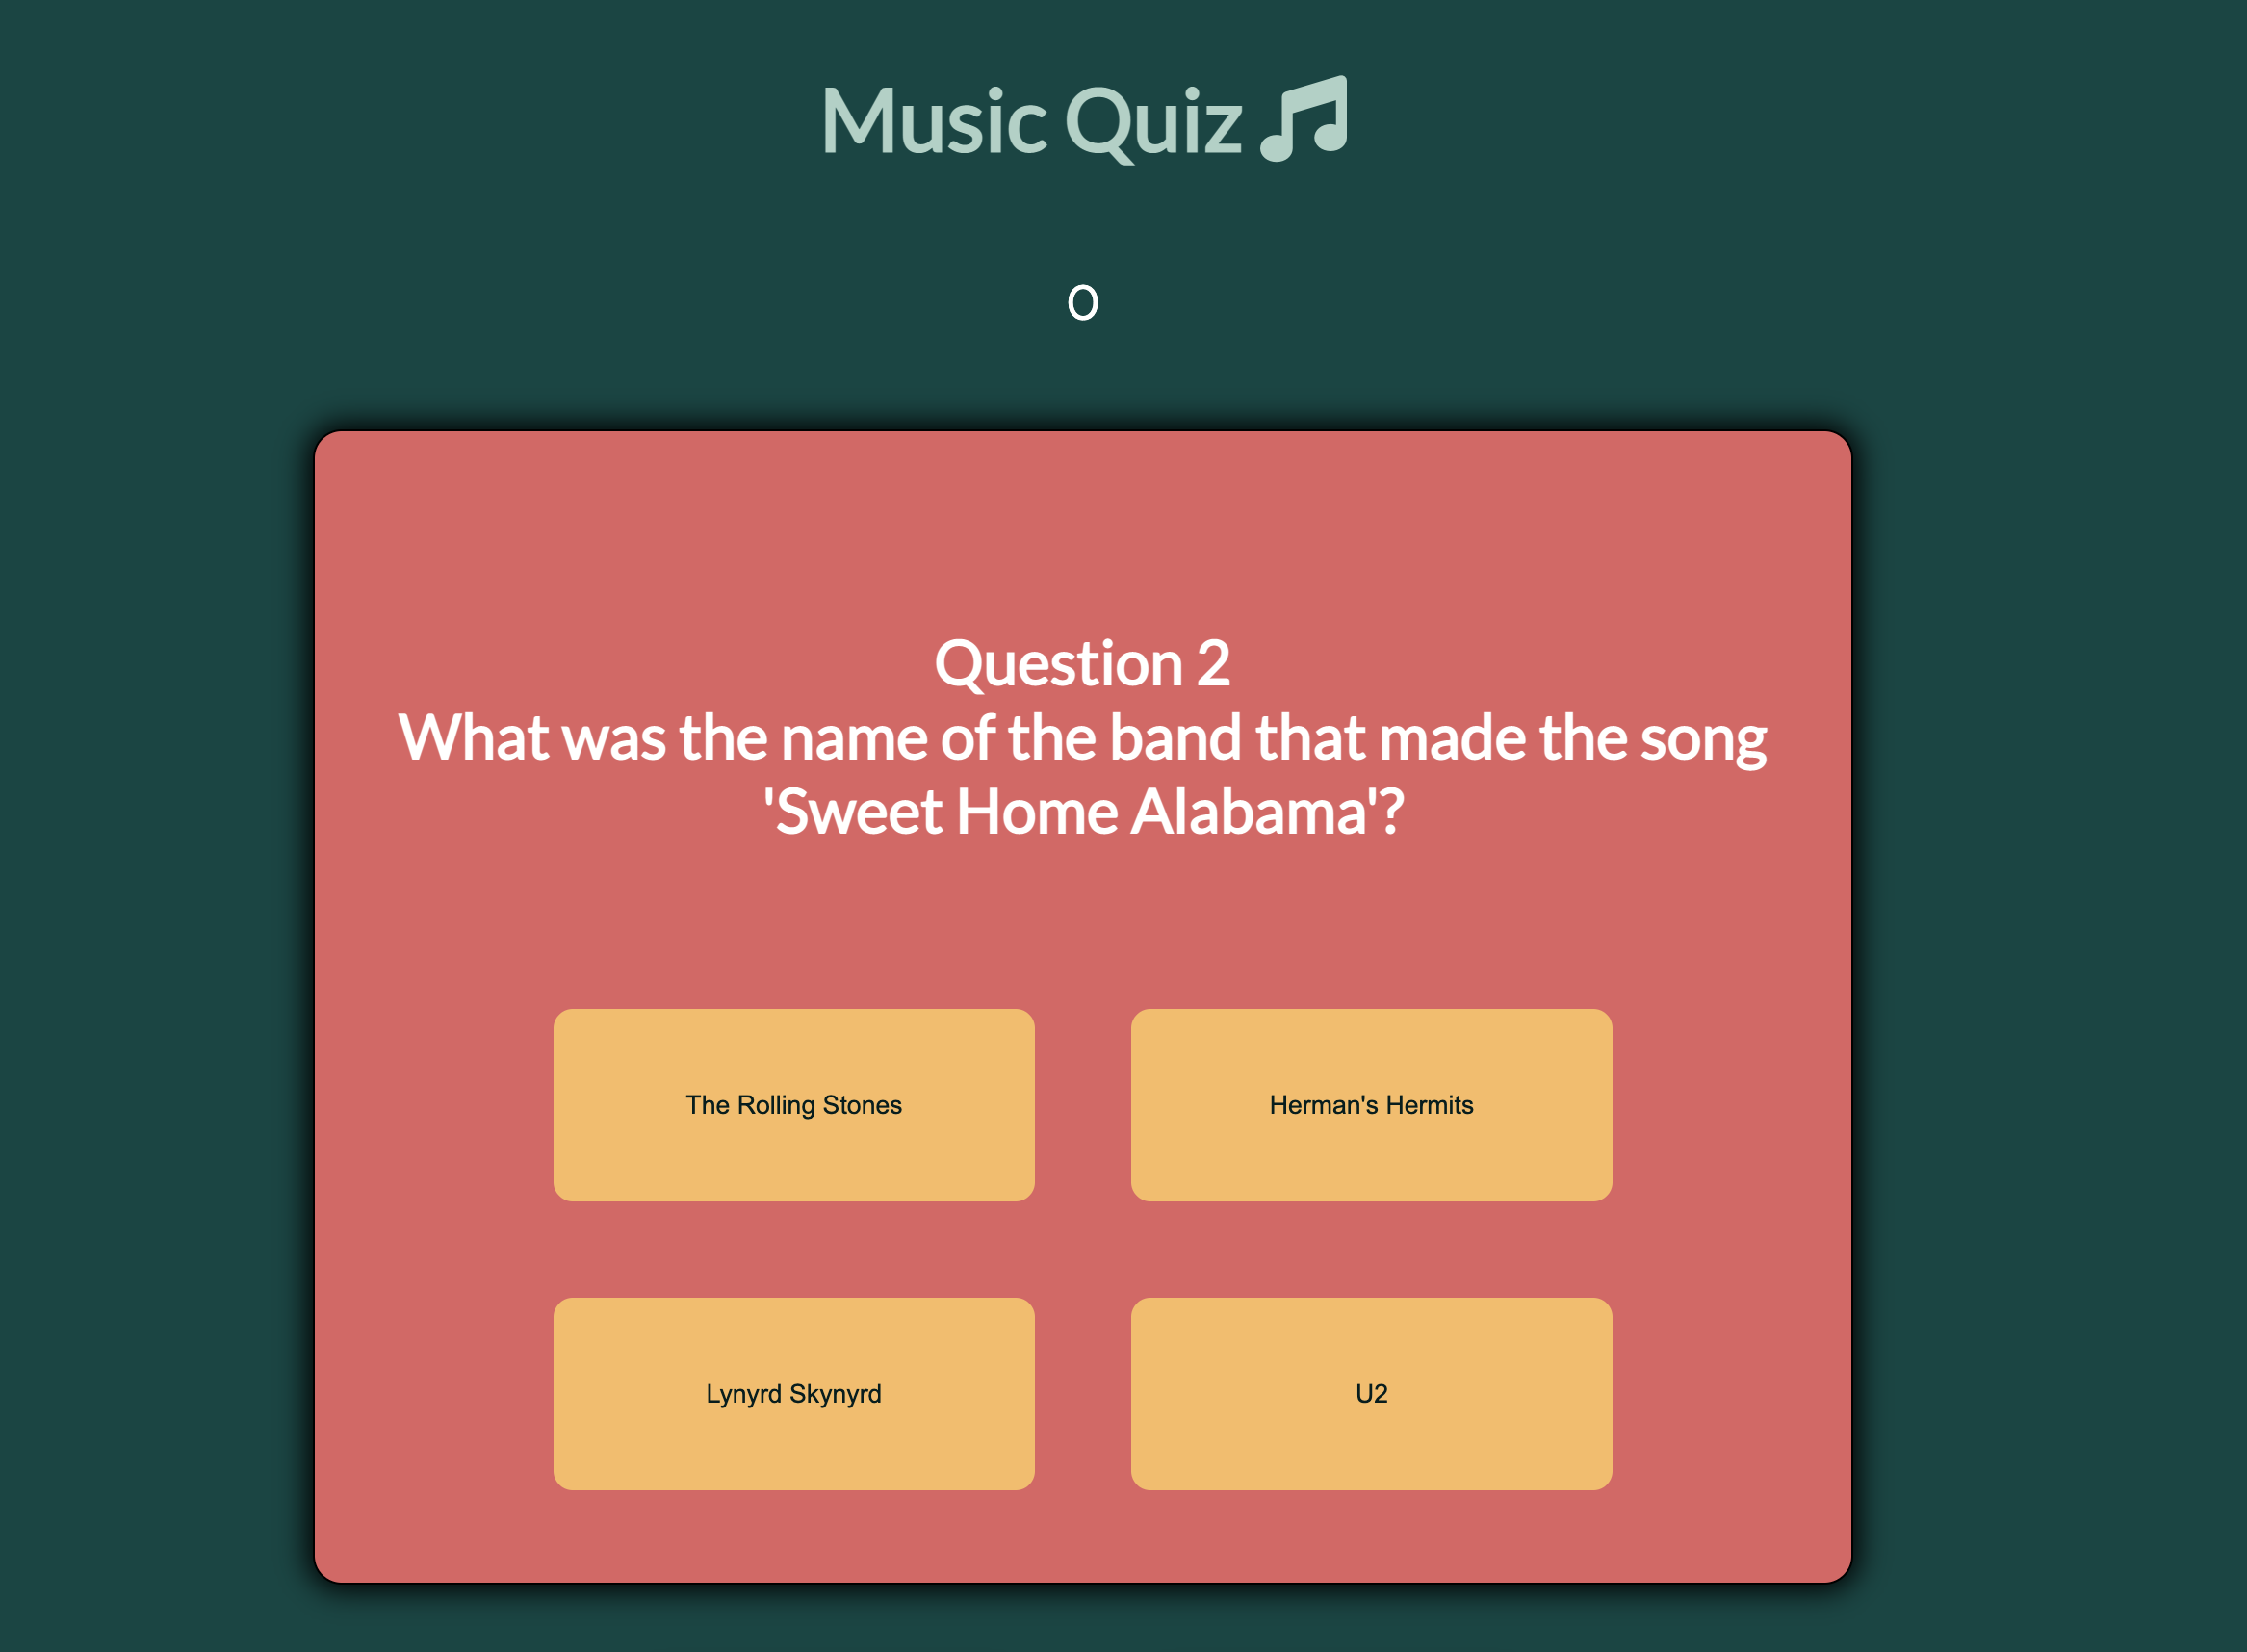 Music Quiz
0
Question 2
What was the name of the band that made the song
'Sweet Home Alabama'?
The Rolling Stones
Herman's Hermits
Lynyrd Skynyrd
U2